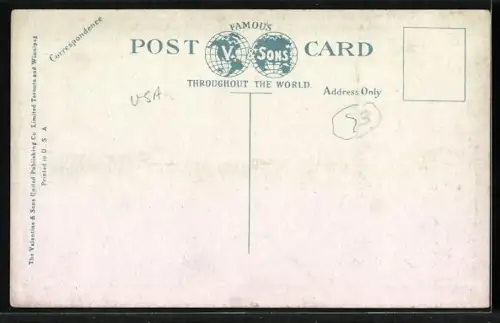 FAMOUS
POST V. & SONS CARD
THROUGHOUT THE WORLD.
Correspondence
Address Only
USA
93
The Valentine & Sons United Publishing Co. Limited Toronto and Winnipeg
Printed in U. S. A